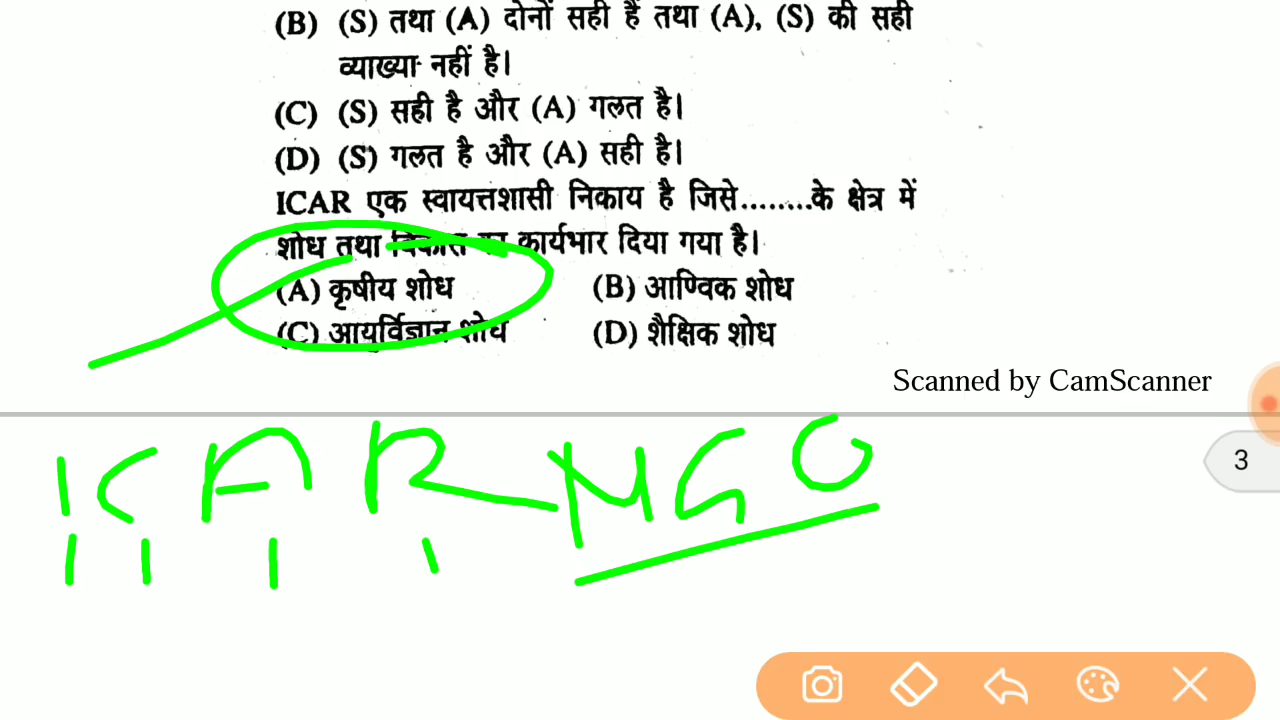 (B) (S) तथा (A) दोनों सही हैं तथा (A), (S) की सही
व्याख्या नहीं है।
(C) (S) सही है और (A) गलत है।
(D) (S) गलत है और (A) सही है।
ICAR एक स्वायत्तशासी निकाय है जिसे........के क्षेत्र में
शोध तथा विकास का कार्यभार दिया गया है।
(A) कृषीय शोध (B) आण्विक शोध
(C) आयुर्विज्ञान शोध (D) शैक्षिक शोध
Scanned by CamScanner
ICAR NGO
3